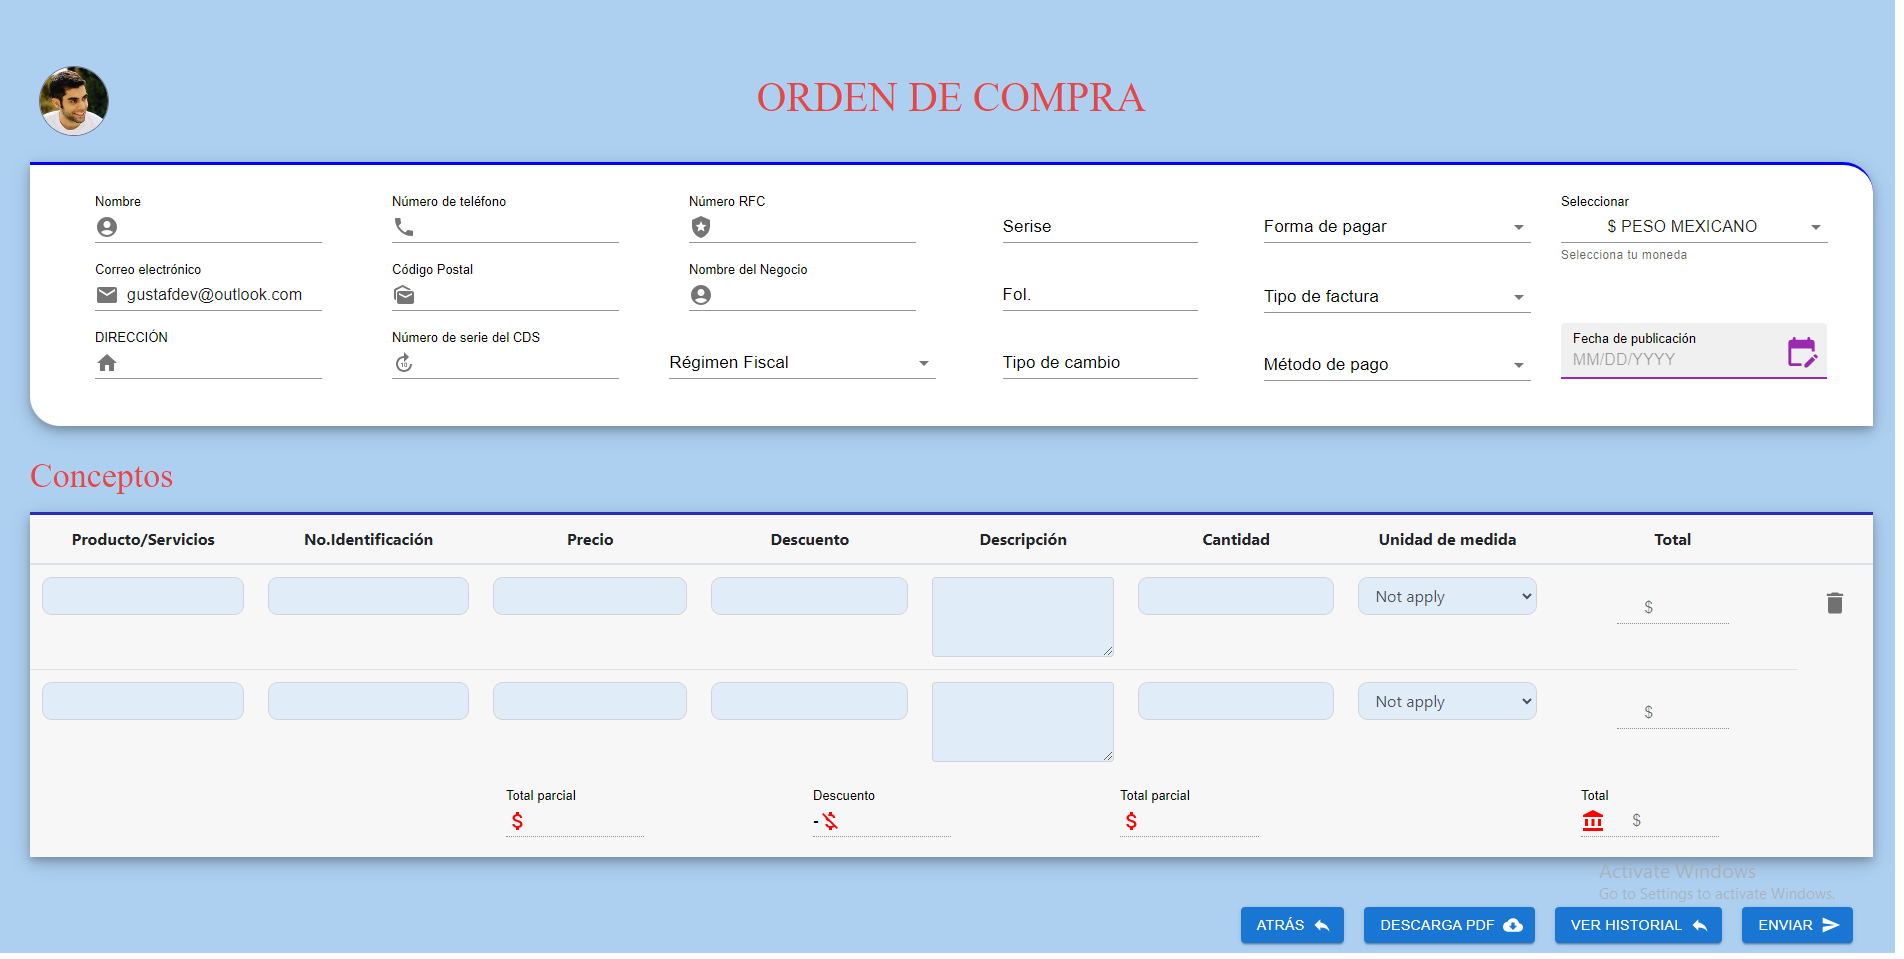 ORDEN DE COMPRA
Nombre
Número de teléfono
Número RFC
Serise
Forma de pagar
Seleccionar
$ PESO MEXICANO
Selecciona tu moneda
Correo electrónico
gustafdev@outlook.com
Código Postal
Nombre del Negocio
Fol.
Tipo de factura
DIRECCIÓN
Número de serie del CDS
10
Régimen Fiscal
Tipo de cambio
Método de pago
Fecha de publicación
MM/DD/YYYY
Conceptos
Producto/Servicios No.Identificación Precio Descuento Descripción Cantidad Unidad de medida Total
Not apply $
Not apply $
Total parcial
$
Descuento
- $
Total parcial
$
Total
$
Activate Windows
Go to Settings to activate Windows.
ATRÁS DESCARGA PDF VER HISTORIAL ENVIAR